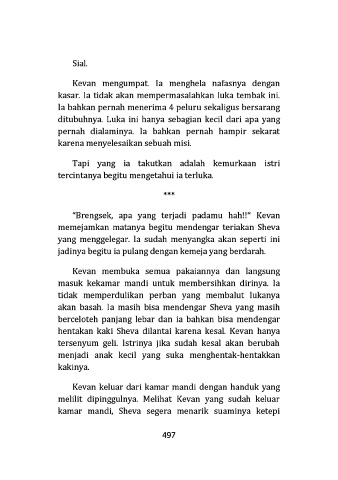 Sial.
Kevan mengumpat. Ia menghela nafasnya dengan
kasar. Ia tidak akan mempermasalahkan luka tembak ini.
Ia bahkan pernah menerima 4 peluru sekaligus bersarang
ditubuhnya. Luka ini hanya sebagian kecil dari apa yang
pernah dialaminya. Ia bahkan pernah hampir sekarat
karena menyelesaikan sebuah misi.
Tapi yang ia takutkan adalah kemurkaan istri
tercintanya begitu mengetahui ia terluka.
***
“Brengsek, apa yang terjadi padamu hah!!” Kevan
memejamkan matanya begitu mendengar teriakan Sheva
yang menggelegar. Ia sudah menyangka akan seperti ini
jadinya begitu ia pulang dengan kemeja yang berdarah.
Kevan membuka semua pakaiannya dan langsung
masuk kekamar mandi untuk membersihkan dirinya. Ia
tidak memperdulikan perban yang membalut lukanya
akan basah. Ia masih bisa mendengar Sheva yang masih
berceloteh panjang lebar dan ia bahkan bisa mendengar
hentakan kaki Sheva dilantai karena kesal. Kevan hanya
tersenyum geli. Istrinya jika sudah kesal akan berubah
menjadi anak kecil yang suka menghentak-hentakkan
kakinya.
Kevan keluar dari kamar mandi dengan handuk yang
melilit dipinggulnya. Melihat Kevan yang sudah keluar
kamar mandi, Sheva segera menarik suaminya ketepi
497